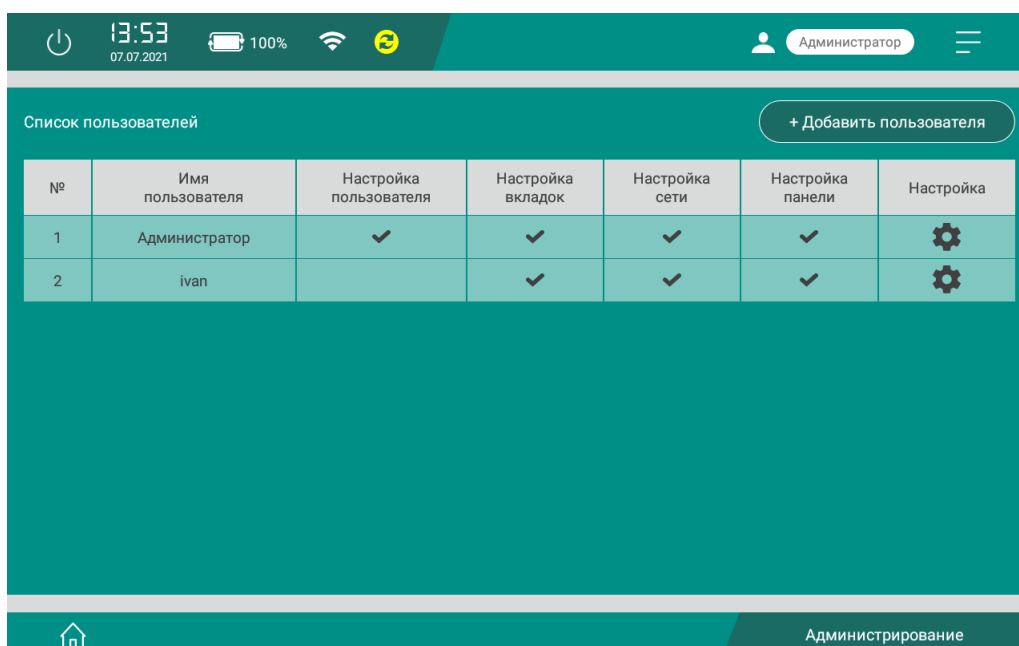 13:53
07.07.2021
100%
Администратор
Список пользователей
+ Добавить пользователя
№
Имя
пользователя
Настройка
пользователя
Настройка
вкладок
Настройка
сети
Настройка
панели
Настройка
1
Администратор
2
ivan
Администрирование